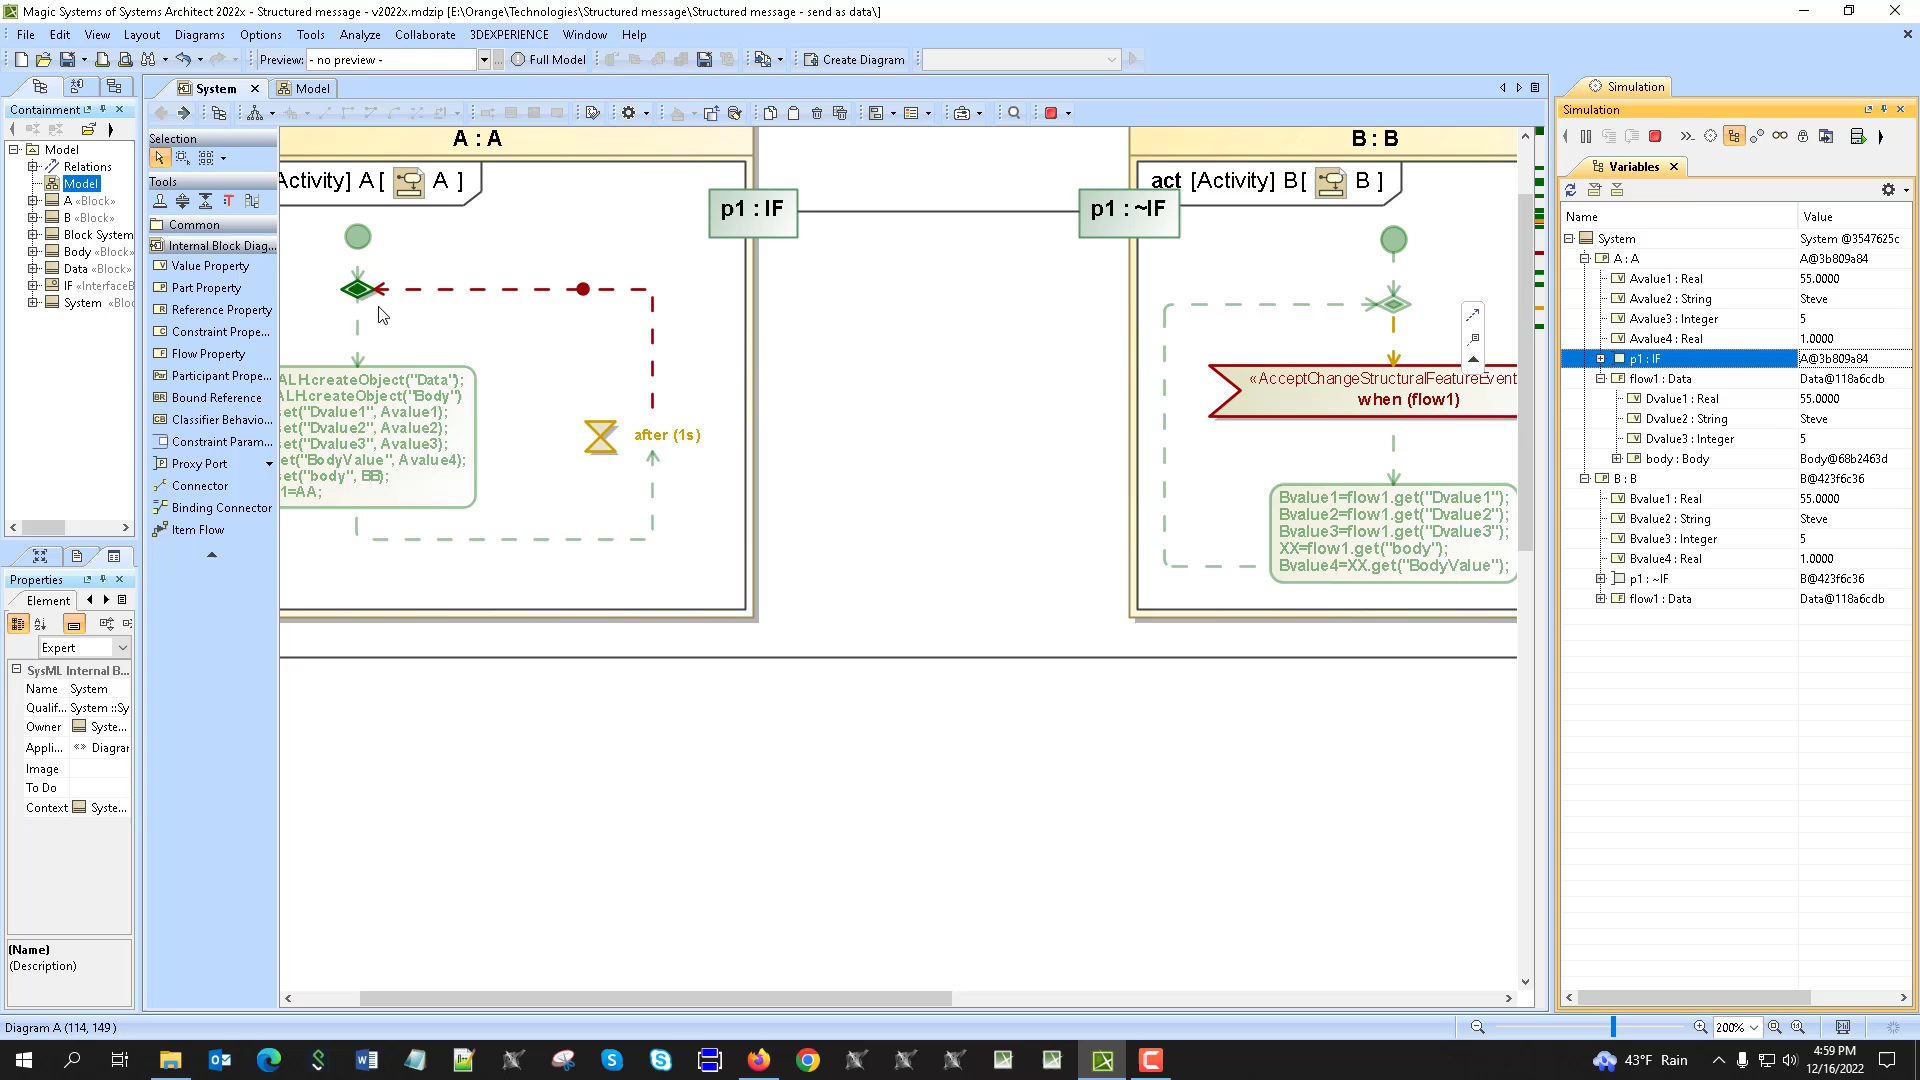 Magic Systems of Systems Architect 2022x - Structured message - v2022x.mdzip [E:\Orange\Technologies\Structured message\Structured message - send as data\]
File Edit View Layout Diagrams Options Tools Analyze Collaborate 3DEXPERIENCE Window Help
Preview: - no preview - Full Model Create Diagram
Containment
Model
Relations
Model
A «Block»
B «Block»
Block System
Body «Block»
Data «Block»
IF «InterfaceB
System «Bloc
Properties
Element
Expert
SysML Internal B...
Name System
Qualif... System ::Sy
Owner Syste...
Appli... «» Diagran
Image
To Do
Context Syste...
(Name)
(Description)
System
Model
Selection
Tools
Common
Internal Block Diag...
Value Property
Part Property
Reference Property
Constraint Prope...
Flow Property
Participant Prope...
Bound Reference
Classifier Behavio...
Constraint Param...
Proxy Port
Connector
Binding Connector
Item Flow
A : A
Activity] A [ A ]
p1 : IF
ALH.createObject("Data");
ALH.createObject("Body")
set("Dvalue1", Avalue1);
set("Dvalue2", Avalue2);
set("Dvalue3", Avalue3);
et("BodyValue", Avalue4);
set("body", BB);
1=AA;
after (1s)
B : B
act [Activity] B [ B ]
p1 : ~IF
«AcceptChangeStructuralFeatureEvent
when (flow1)
Bvalue1=flow1.get("Dvalue1");
Bvalue2=flow1.get("Dvalue2");
Bvalue3=flow1.get("Dvalue3");
XX=flow1.get("body");
Bvalue4=XX.get("BodyValue");
Simulation
Simulation
Variables
Name Value
System System @3547625c
A : A A@3b809a84
Avalue1 : Real 55.0000
Avalue2 : String Steve
Avalue3 : Integer 5
Avalue4 : Real 1.0000
p1 : IF A@3b809a84
flow1 : Data Data@118a6cdb
Dvalue1 : Real 55.0000
Dvalue2 : String Steve
Dvalue3 : Integer 5
body : Body Body@68b2463d
B : B B@423f6c36
Bvalue1 : Real 55.0000
Bvalue2 : String Steve
Bvalue3 : Integer 5
Bvalue4 : Real 1.0000
p1 : ~IF B@423f6c36
flow1 : Data Data@118a6cdb
Diagram A (114, 149 )
200%
43°F Rain
4:59 PM
12/16/2022